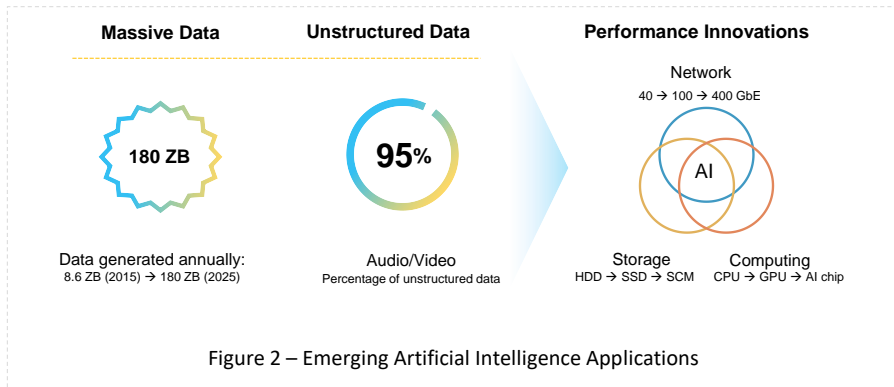 Massive Data
180 ZB
Data generated annually:
8.6 ZB (2015) → 180 ZB (2025)
Unstructured Data
95%
Audio/Video
Percentage of unstructured data
Performance Innovations
Network
40 → 100 → 400 GbE
AI
Storage
HDD → SSD → SCM
Computing
CPU → GPU → AI chip
Figure 2 – Emerging Artificial Intelligence Applications